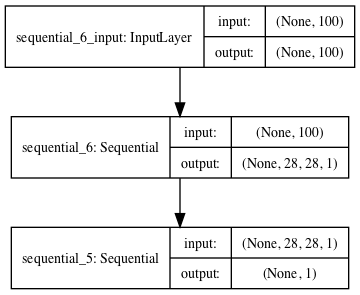 sequential_6_input: InputLayer
input: (None, 100)
output: (None, 100)
sequential_6: Sequential
input: (None, 100)
output: (None, 28, 28, 1)
sequential_5: Sequential
input: (None, 28, 28, 1)
output: (None, 1)